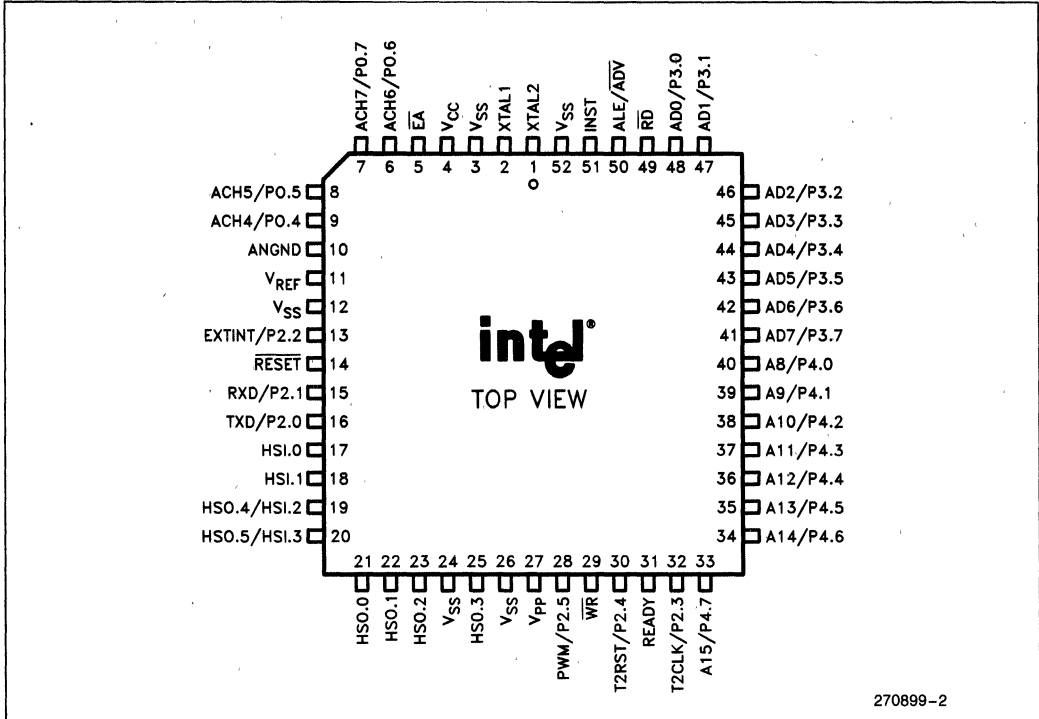 ACH7/P0.7
ACH6/P0.6
E̅A̅
VCC
VSS
XTAL1
XTAL2
VSS
INST
ALE/A̅D̅V̅
R̅D̅
AD0/P3.0
AD1/P3.1
7 6 5 4 3 2 1 52 51 50 49 48 47
ACH5/P0.5 8
ACH4/P0.4 9
ANGND 10
VREF 11
VSS 12
EXTINT/P2.2 13
R̅E̅S̅E̅T̅ 14
RXD/P2.1 15
TXD/P2.0 16
HSI.0 17
HSI.1 18
HSO.4/HSI.2 19
HSO.5/HSI.3 20
intel®
TOP VIEW
46 AD2/P3.2
45 AD3/P3.3
44 AD4/P3.4
43 AD5/P3.5
42 AD6/P3.6
41 AD7/P3.7
40 A8/P4.0
39 A9/P4.1
38 A10/P4.2
37 A11/P4.3
36 A12/P4.4
35 A13/P4.5
34 A14/P4.6
21 22 23 24 25 26 27 28 29 30 31 32 33
HSO.0
HSO.1
HSO.2
VSS
HSO.3
VSS
VPP
PWM/P2.5
W̅R̅
T2RST/P2.4
READY
T2CLK/P2.3
A15/P4.7
270899-2